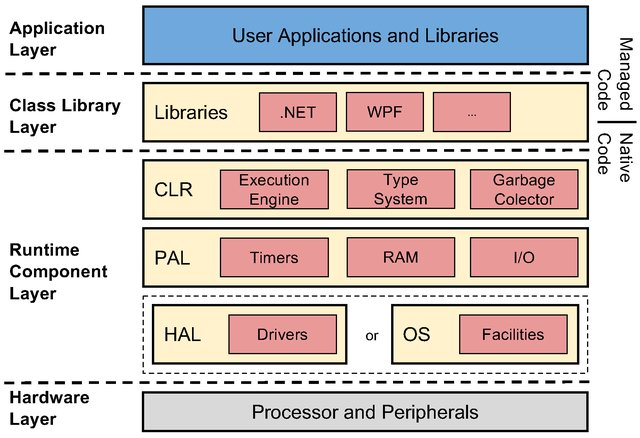 Application
Layer
User Applications and Libraries
Managed
Code
Class Library
Layer
Libraries
.NET
WPF
...
Native
Code
Runtime
Component
Layer
CLR
Execution
Engine
Type
System
Garbage
Colector
PAL
Timers
RAM
I/O
HAL
Drivers
or
OS
Facilities
Hardware
Layer
Processor and Peripherals